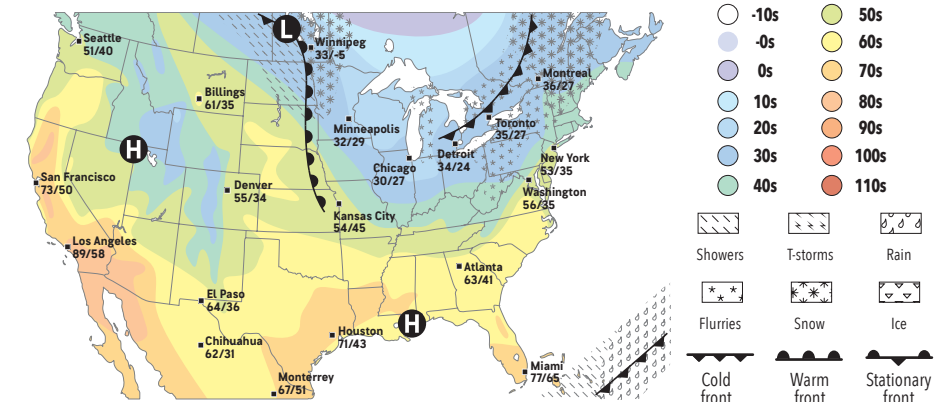 L
Seattle
51/40
Winnipeg
33/-5
Billings
61/35
Montreal
36/27
Minneapolis
32/29
Toronto
35/27
H
Detroit
34/24
Chicago
30/27
New York
53/35
San Francisco
73/50
Denver
55/34
Washington
56/35
Kansas City
54/45
Los Angeles
89/58
Atlanta
63/41
El Paso
64/36
H
Houston
71/43
Chihuahua
62/31
Miami
77/65
Monterrey
67/51
-10s
50s
-0s
60s
0s
70s
10s
80s
20s
90s
30s
100s
40s
110s
Showers
T-storms
Rain
Flurries
Snow
Ice
Cold
front
Warm
front
Stationary
front